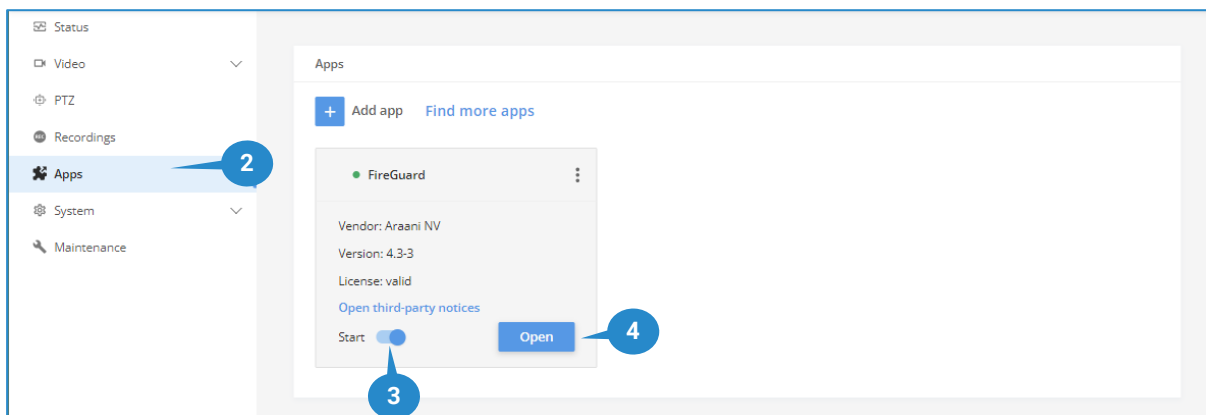 Status
Video
PTZ
Recordings
Apps
2
System
Maintenance
Apps
+ Add app Find more apps
FireGuard
Vendor: Araani NV
Version: 4.3-3
License: valid
Open third-party notices
Start Open
4
3